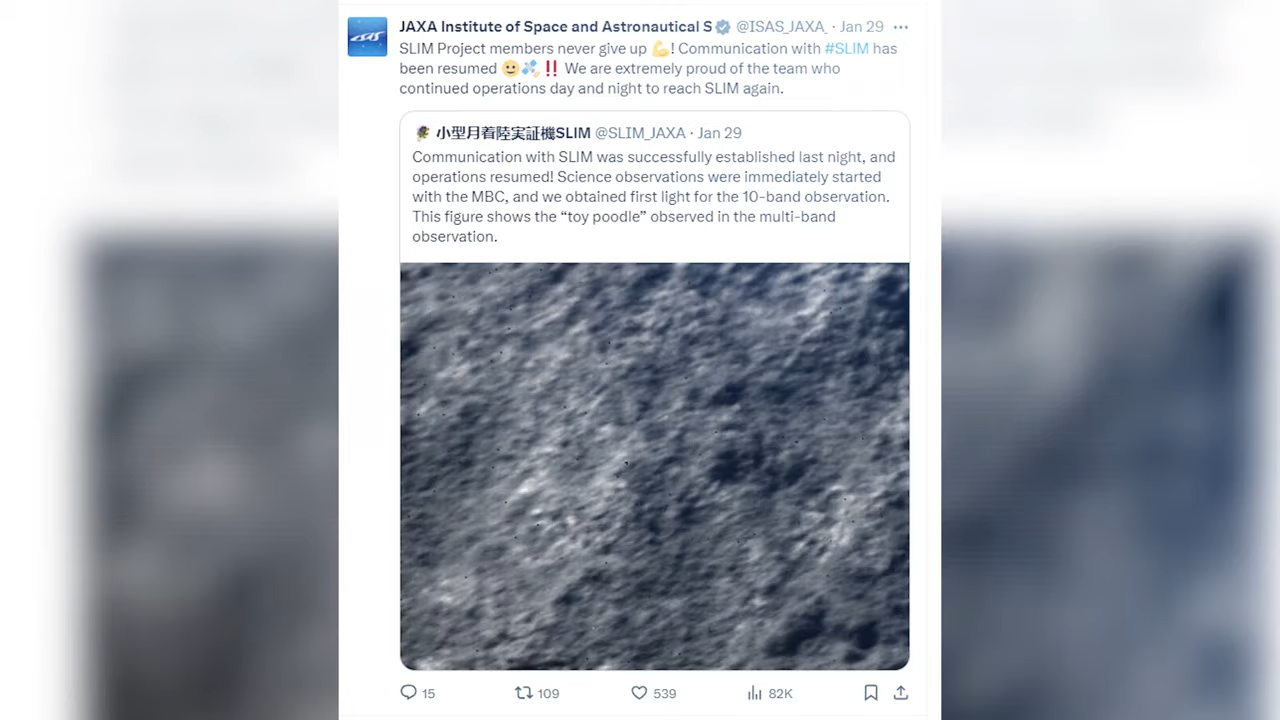 JAXA Institute of Space and Astronautical S @ISAS_JAXA_ · Jan 29
SLIM Project members never give up 💪! Communication with #SLIM has
been resumed 🙂🛰️‼️ We are extremely proud of the team who
continued operations day and night to reach SLIM again.
小型月着陸実証機SLIM @SLIM_JAXA · Jan 29
Communication with SLIM was successfully established last night, and
operations resumed! Science observations were immediately started
with the MBC, and we obtained first light for the 10-band observation.
This figure shows the “toy poodle” observed in the multi-band
observation.
15 109 539 82K